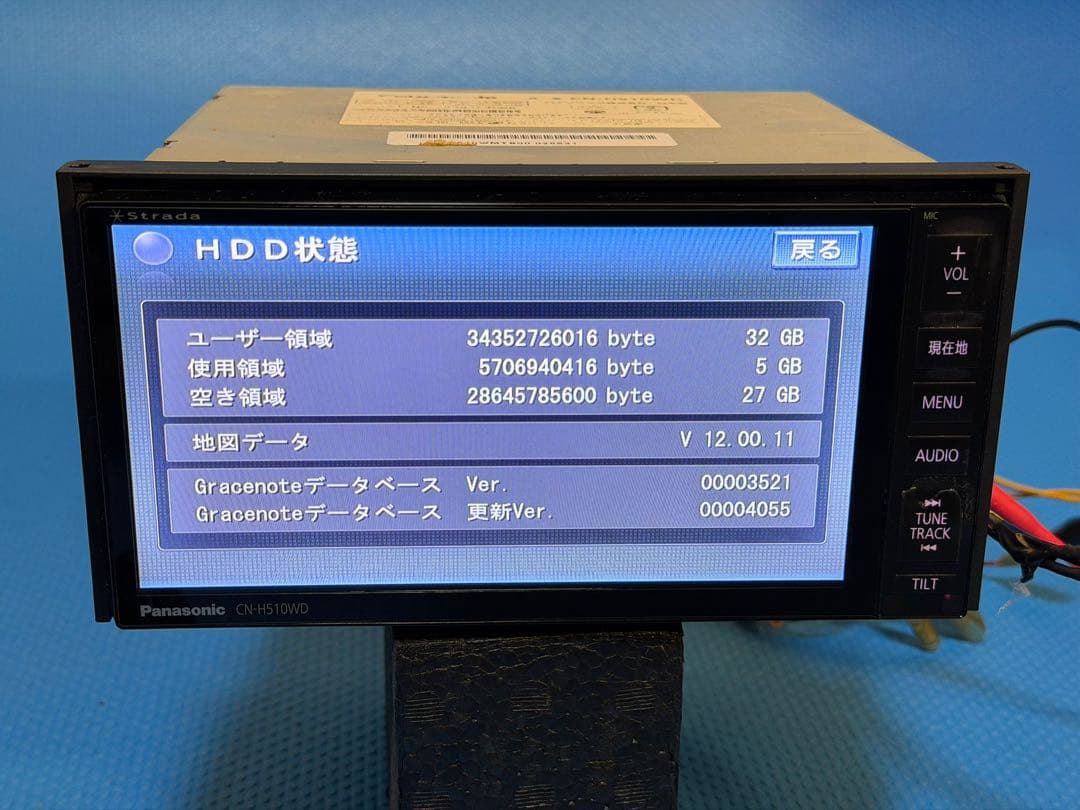 CN-H510WD
Strada
MIC
HDD状態
戻る
+
VOL
−
ユーザー領域 34352726016 byte 32 GB
使用領域 5706940416 byte 5 GB
空き領域 28645785600 byte 27 GB
現在地
MENU
地図データ V 12.00.11
AUDIO
Gracenoteデータベース Ver. 00003521
Gracenoteデータベース 更新Ver. 00004055
TUNE
TRACK
TILT
Panasonic CN-H510WD